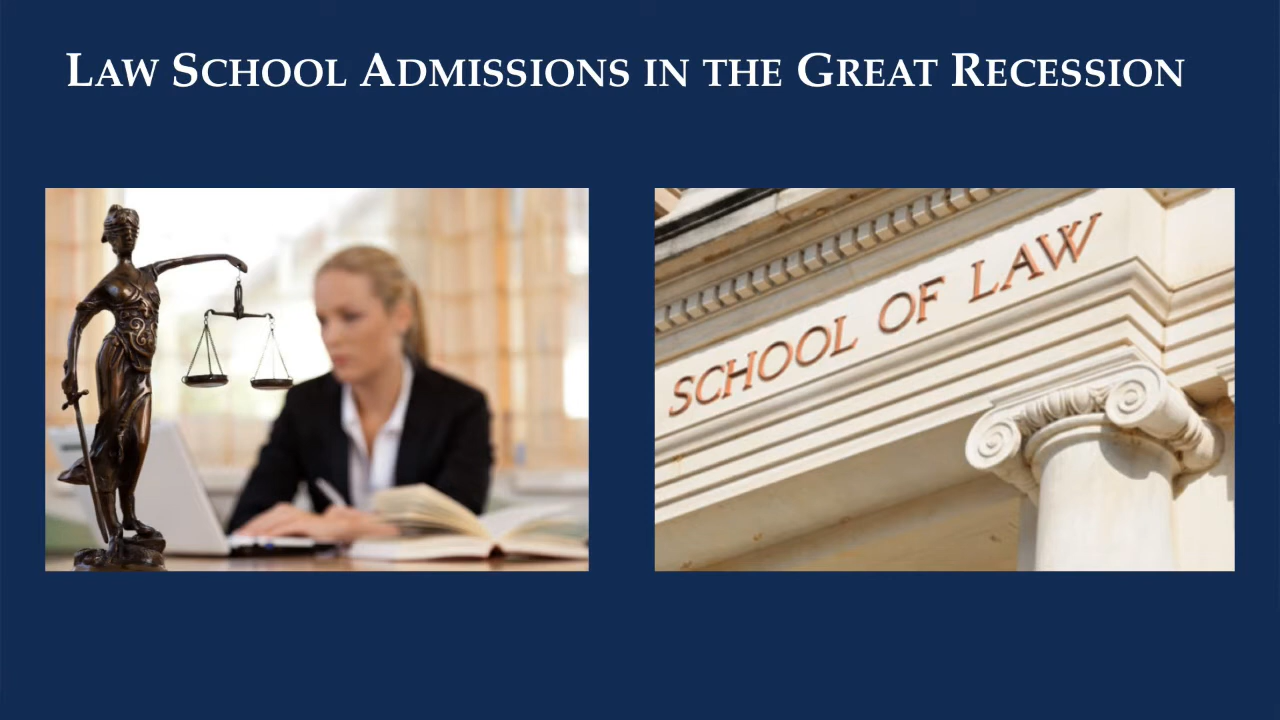 LAW SCHOOL ADMISSIONS IN THE GREAT RECESSION
SCHOOL OF LAW